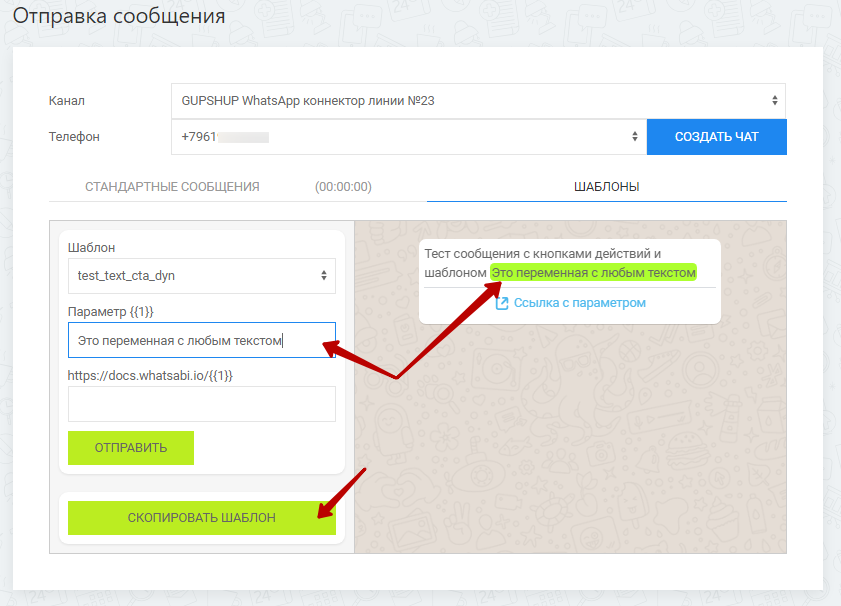 Отправка сообщения
Канал
GUPSHUP WhatsApp коннектор линии №23
Телефон
+7961
СОЗДАТЬ ЧАТ
СТАНДАРТНЫЕ СООБЩЕНИЯ (00:00:00)
ШАБЛОНЫ
Шаблон
test_text_cta_dyn
Параметр {{1}}
Это переменная с любым текстом
https://docs.whatsabi.io/{{1}}
ОТПРАВИТЬ
СКОПИРОВАТЬ ШАБЛОН
Тест сообщения с кнопками действий и
шаблоном Это переменная с любым текстом
Ссылка с параметром